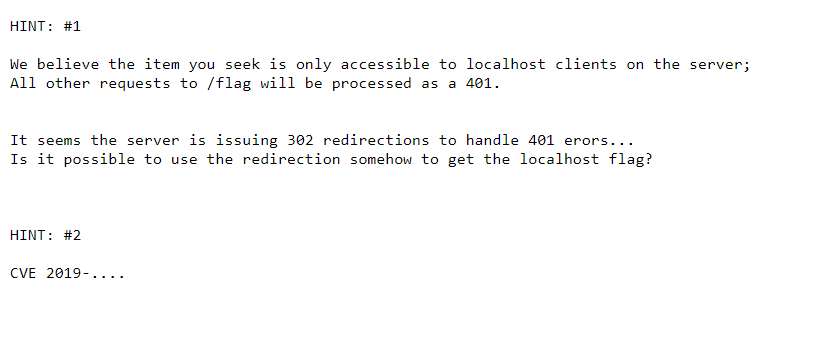 HINT: #1
We believe the item you seek is only accessible to localhost clients on the server;
All other requests to /flag will be processed as a 401.
It seems the server is issuing 302 redirections to handle 401 erors...
Is it possible to use the redirection somehow to get the localhost flag?
HINT: #2
CVE 2019-....